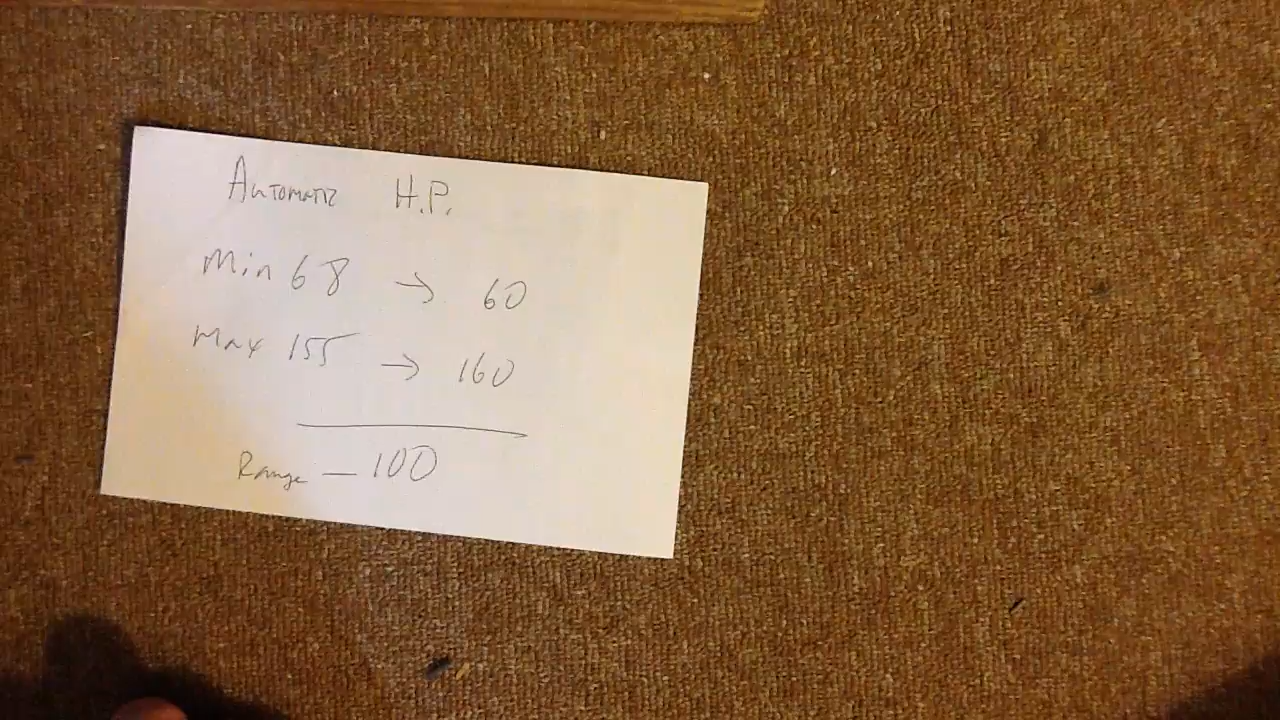 Automatic H.P.
Min 68 → 60
Max 155 → 160
Range — 100